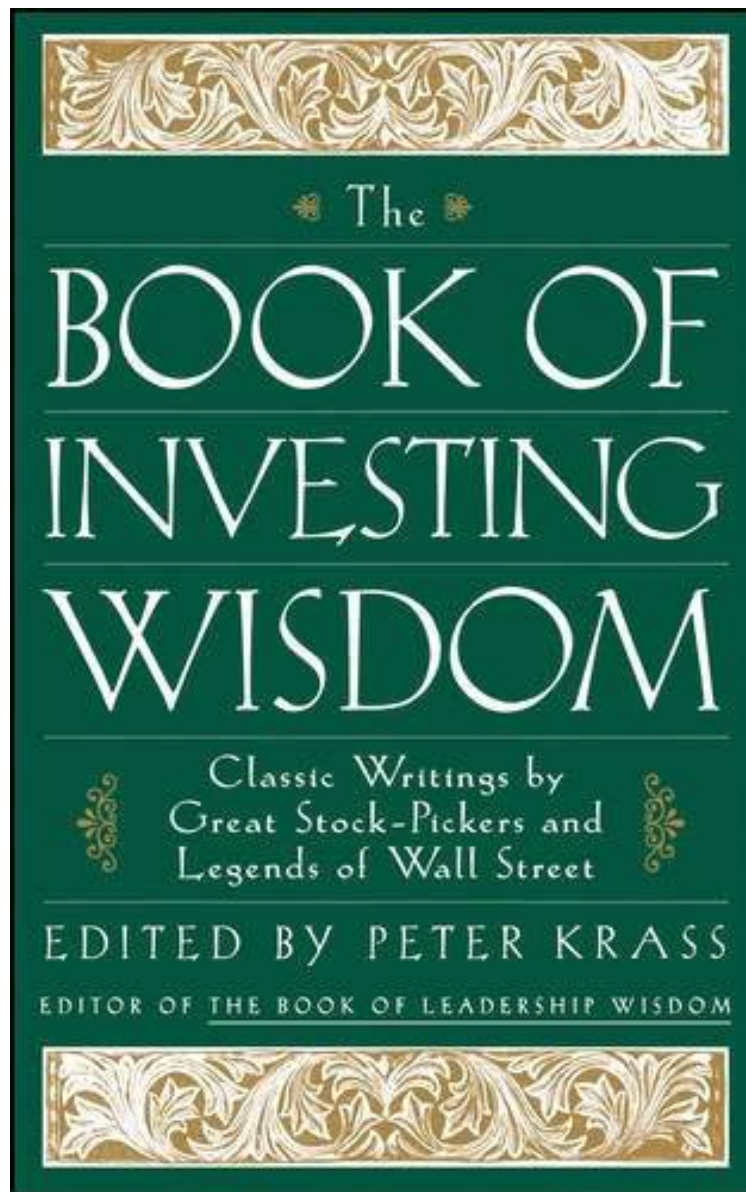 The
BOOK OF
INVESTING
WISDOM
Classic Writings by
Great Stock-Pickers and
Legends of Wall Street
EDITED BY PETER KRASS
EDITOR OF THE BOOK OF LEADERSHIP WISDOM